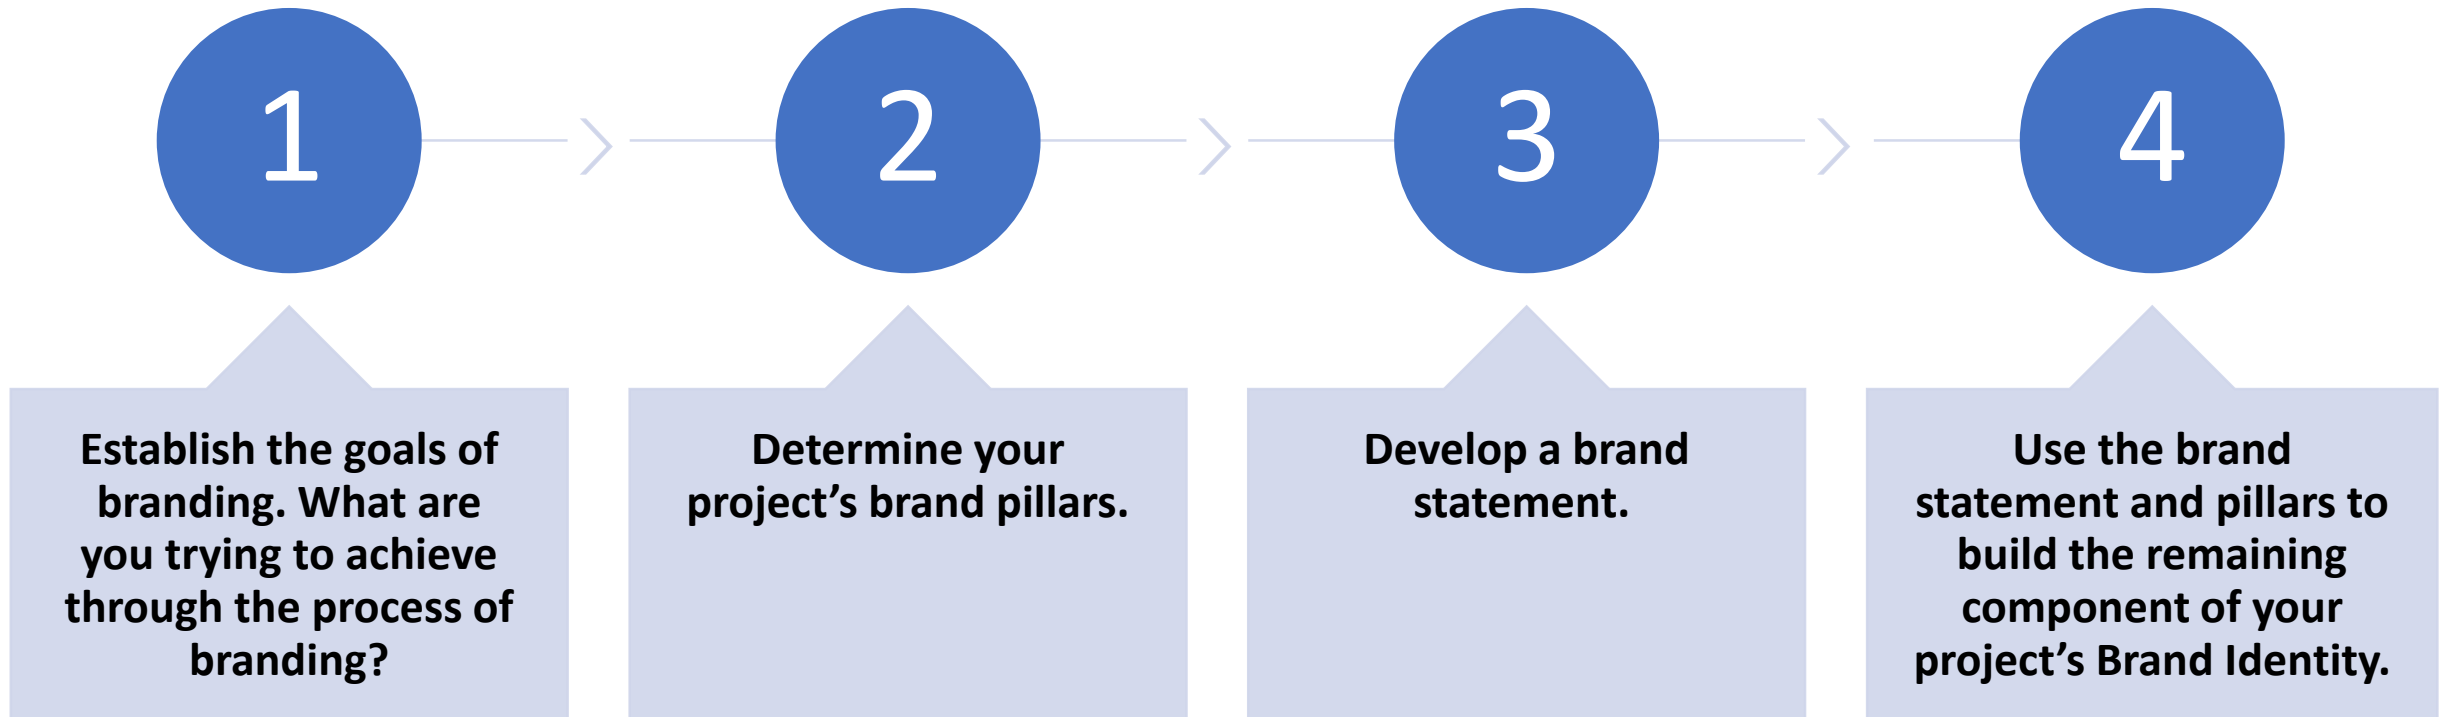 1
Establish the goals of
branding. What are
you trying to achieve
through the process of
branding?
2
Determine your
project’s brand pillars.
3
Develop a brand
statement.
4
Use the brand
statement and pillars to
build the remaining
component of your
project’s Brand Identity.